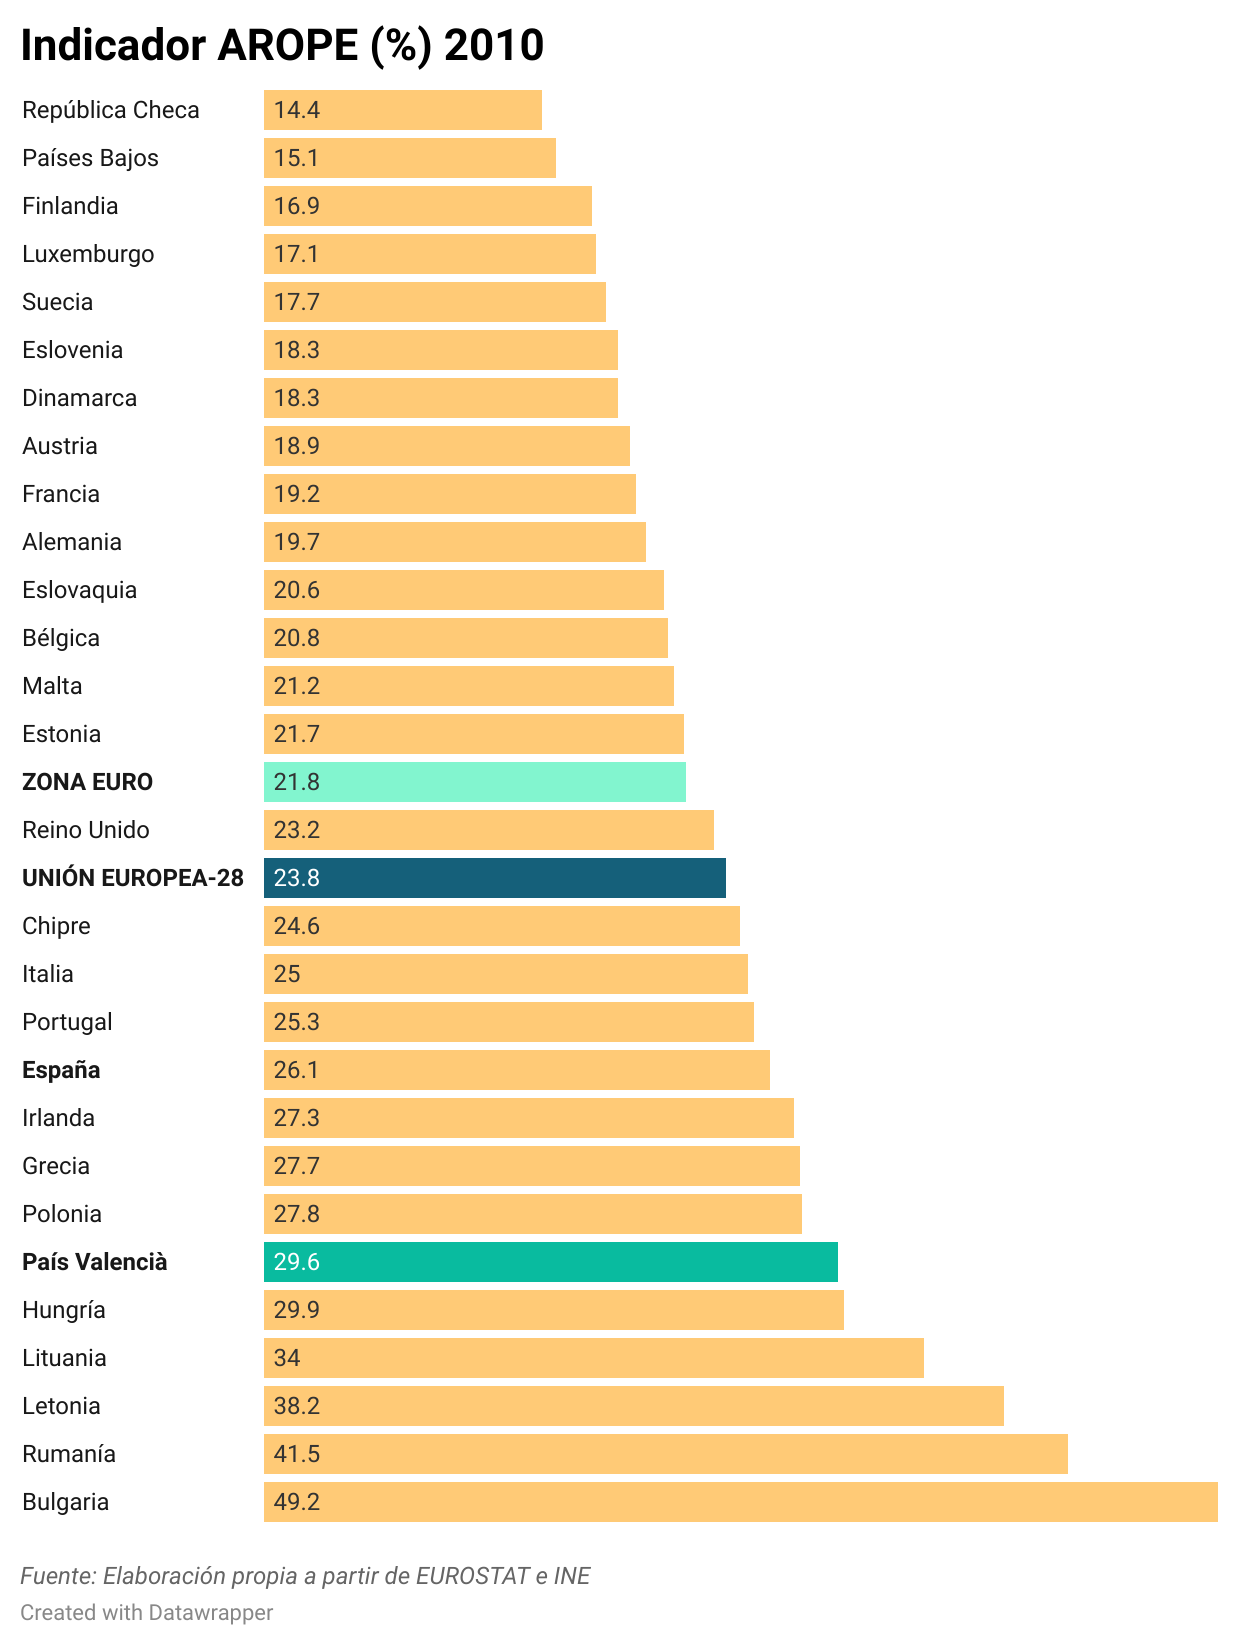 Indicador AROPE (%) 2010
República Checa 14.4
Países Bajos 15.1
Finlandia 16.9
Luxemburgo 17.1
Suecia 17.7
Eslovenia 18.3
Dinamarca 18.3
Austria 18.9
Francia 19.2
Alemania 19.7
Eslovaquia 20.6
Bélgica 20.8
Malta 21.2
Estonia 21.7
ZONA EURO 21.8
Reino Unido 23.2
UNIÓN EUROPEA-28 23.8
Chipre 24.6
Italia 25
Portugal 25.3
España 26.1
Irlanda 27.3
Grecia 27.7
Polonia 27.8
País Valencià 29.6
Hungría 29.9
Lituania 34
Letonia 38.2
Rumanía 41.5
Bulgaria 49.2
Fuente: Elaboración propia a partir de EUROSTAT e INE
Created with Datawrapper